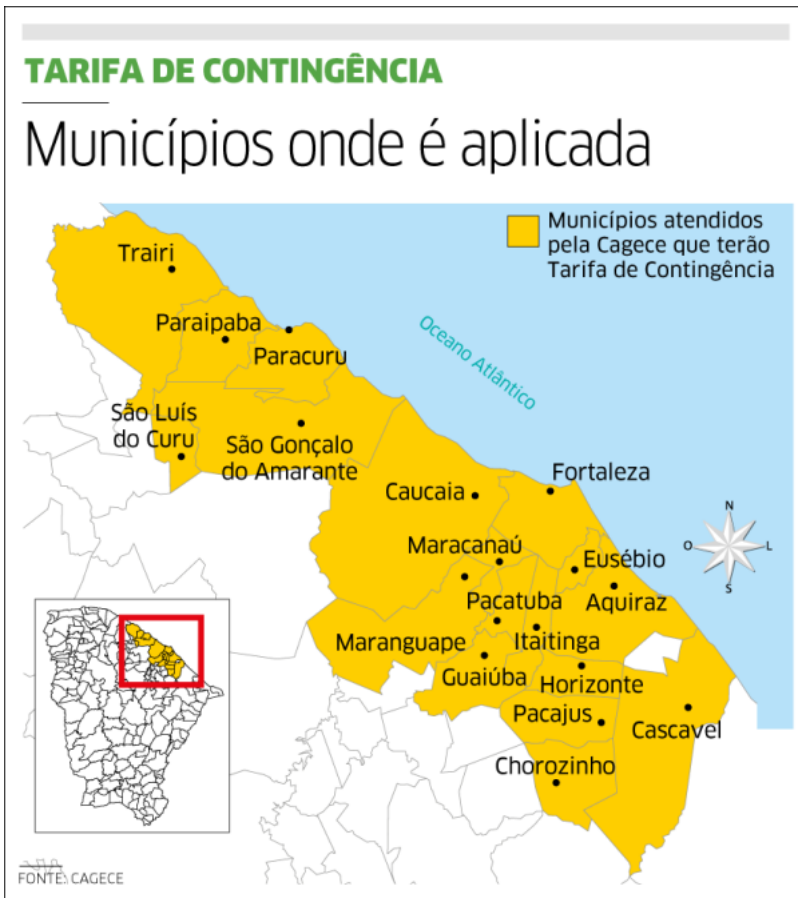 TARIFA DE CONTINGÊNCIA
Municípios onde é aplicada
Municípios atendidos
pela Cagece que terão
Tarifa de Contingência
Trairi
Paraipaba
Paracuru
Oceano Atlântico
São Luís
do Curu
São Gonçalo
do Amarante
Fortaleza
Caucaia
N
O
L
S
Maracanaú
Eusébio
Pacatuba
Aquiraz
Maranguape
Itaitinga
Guaiúba
Horizonte
Pacajus
Cascavel
Chorozinho
FONTE: CAGECE